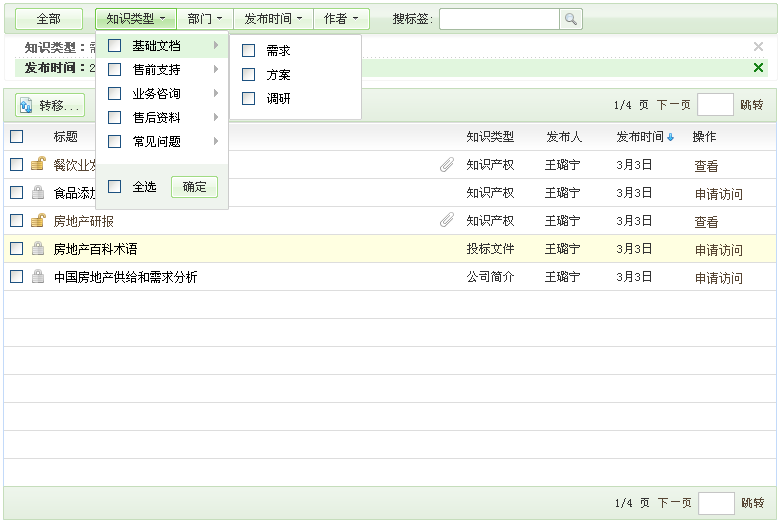 全部 知识类型 部门 发布时间 作者 搜标签:
知识类型：
发布时间：2
基础文档
售前支持
业务咨询
售后资料
常见问题
全选 确定
需求
方案
调研
转移... 1/4 页 下一页 跳转
标题 知识类型 发布人 发布时间 操作
餐饮业发 知识产权 王璐宁 3月3日 查看
食品添加 知识产权 王璐宁 3月3日 申请访问
房地产研报 知识产权 王璐宁 3月3日 查看
房地产百科术语 投标文件 王璐宁 3月3日 申请访问
中国房地产供给和需求分析 公司简介 王璐宁 3月3日 申请访问
1/4 页 下一页 跳转